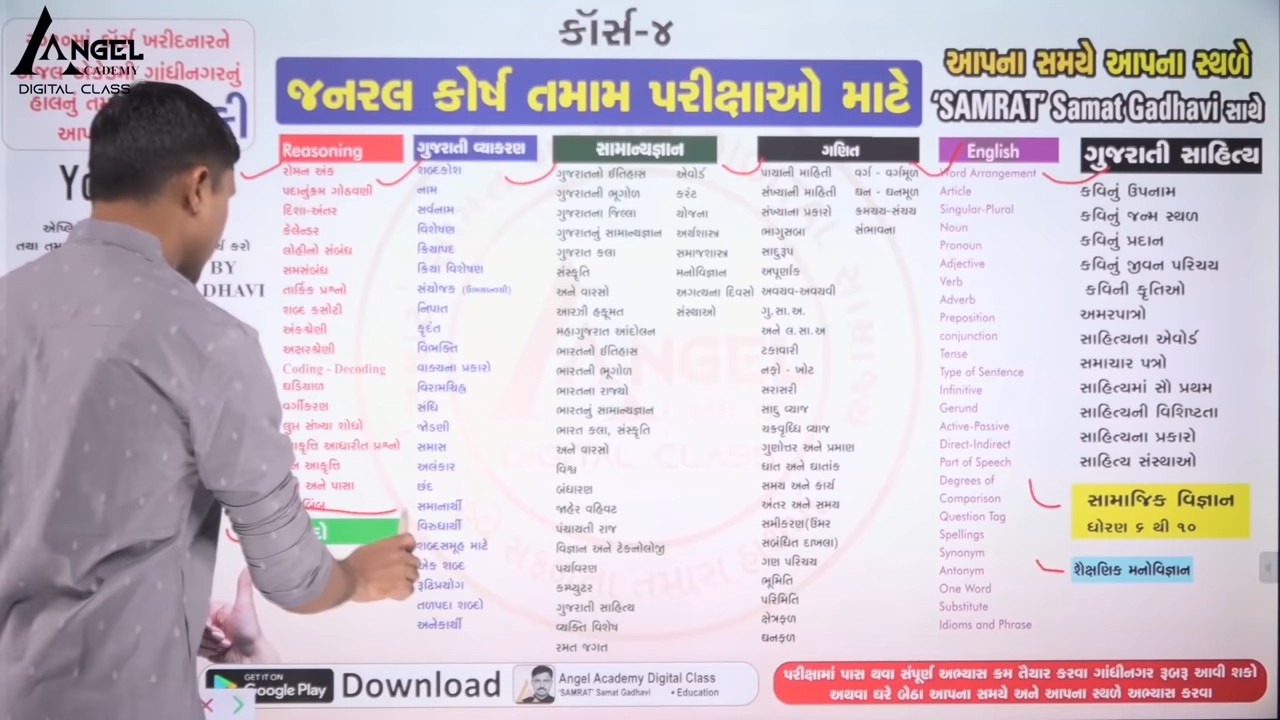 ANGEL
ACADEMY
DIGITAL CLASS
ખરીદનારને
ગાંધીનગરનું
કૉર્સ-૪
જનરલ કોર્ષ તમામ પરીક્ષાઓ માટે
આપના સમયે આપના સ્થળે
'SAMRAT' Samat Gadhavi સાથે
BY
Reasoning
રોમન અંક
પદાનુંક્રમ ગોઠવણી
દિશા-અંતર
કેલેન્ડર
લોહીનો સંબંધ
સમસંબંધ
તાર્કિક પ્રશ્નો
શબ્દ કસોટી
અંકશ્રેણી
અક્ષરશ્રેણી
Coding - Decoding
ઘડિયાળ
વર્ગીકરણ
લુપ્ત સંખ્યા શોધો
આધારીત પ્રશ્નો
આકૃત્તિ
અને પાસા
ગુજરાતી વ્યાકરણ
શબ્દકોશ
નામ
સર્વનામ
વિશેષણ
ક્રિયાપદ
ક્રિયા વિશેષણ
સંયોજક (ઉભયાન્વયી)
નિપાત
કૃદંત
વિભક્તિ
વાક્યના પ્રકારો
વિરામચિહ્ન
સંધિ
જોડણી
સમાસ
અલંકાર
છંદ
સમાનાર્થી
વિરુધાર્થી
શબ્દસમૂહ માટે
એક શબ્દ
રૂઢિપ્રયોગ
તળપદા શબ્દો
અનેકાર્થી
સામાન્યજ્ઞાન
ગુજરાતનો ઈતિહાસ
ગુજરાતની ભૂગોળ
ગુજરાતના જિલ્લા
ગુજરાતનું સામાન્યજ્ઞાન
ગુજરાત કલા
સંસ્કૃતિ
અને વારસો
આરઝી હકૂમત
મહાગુજરાત આંદોલન
ભારતનો ઈતિહાસ
ભારતની ભૂગોળ
ભારતના રાજ્યો
ભારતનું સામાન્યજ્ઞાન
ભારત કલા, સંસ્કૃતિ
અને વારસો
વિશ્વ
બંધારણ
જાહેર વહિવટ
પંચાયતી રાજ
વિજ્ઞાન અને ટેકનોલોજી
પર્યાવરણ
કમ્પ્યુટર
ગુજરાતી સાહિત્ય
વ્યક્તિ વિશેષ
રમત જગત
એવોર્ડ
કરંટ
યોજના
અર્થશાસ્ત્ર
સમાજશાસ્ત્ર
મનોવિજ્ઞાન
અગત્યના દિવસો
સંસ્થાઓ
ગણિત
પાયાની માહિતી
સંખ્યાની માહિતી
સંખ્યાના પ્રકારો
ભાગુસબા
સાદુરૂપ
અપૂર્ણાંક
અવયવ-અવયવી
ગુ.સા.અ.
અને લ.સા.અ
ટકાવારી
નફો - ખોટ
સરાસરી
સાદુ વ્યાજ
ચક્રવૃધ્ધિ વ્યાજ
ગુણોત્તર અને પ્રમાણ
ઘાત અને ઘાતાંક
સમય અને કાર્ય
અંતર અને સમય
સમીકરણ(ઉંમર
સબંધિત દાખલા)
ગણ પરિચય
ભૂમિતિ
પરિમિતિ
ક્ષેત્રફળ
ઘનફળ
વર્ગ - વર્ગમૂળ
ઘન - ઘનમૂળ
ક્રમચય-સંચય
સંભાવના
English
Word Arrangement
Article
Singular-Plural
Noun
Pronoun
Adjective
Verb
Adverb
Preposition
conjunction
Tense
Type of Sentence
Infinitive
Gerund
Active-Passive
Direct-Indirect
Part of Speech
Degrees of
Comparison
Question Tag
Spellings
Synonym
Antonym
One Word
Substitute
Idioms and Phrase
ગુજરાતી સાહિત્ય
કવિનું ઉપનામ
કવિનું જન્મ સ્થળ
કવિનું પ્રદાન
કવિનું જીવન પરિચય
કવિની કૃતિઓ
અમરપાત્રો
સાહિત્યના એવોર્ડ
સમાચાર પત્રો
સાહિત્યમાં સૌ પ્રથમ
સાહિત્યની વિશિષ્ટતા
સાહિત્યના પ્રકારો
સાહિત્ય સંસ્થાઓ
સામાજિક વિજ્ઞાન
ધોરણ ૬ થી ૧૦
શૈક્ષણિક મનોવિજ્ઞાન
GET IT ON
Google Play
Download
Angel Academy Digital Class
'SAMRAT' Samat Gadhavi • Education
પરીક્ષામાં પાસ થવા સંપૂર્ણ અભ્યાસ ક્રમ તૈયાર કરવા ગાંધીનગર રૂબરૂ આવી શકો
અથવા ઘરે બેઠા આપના સમયે અને આપના સ્થળે અભ્યાસ કરવા